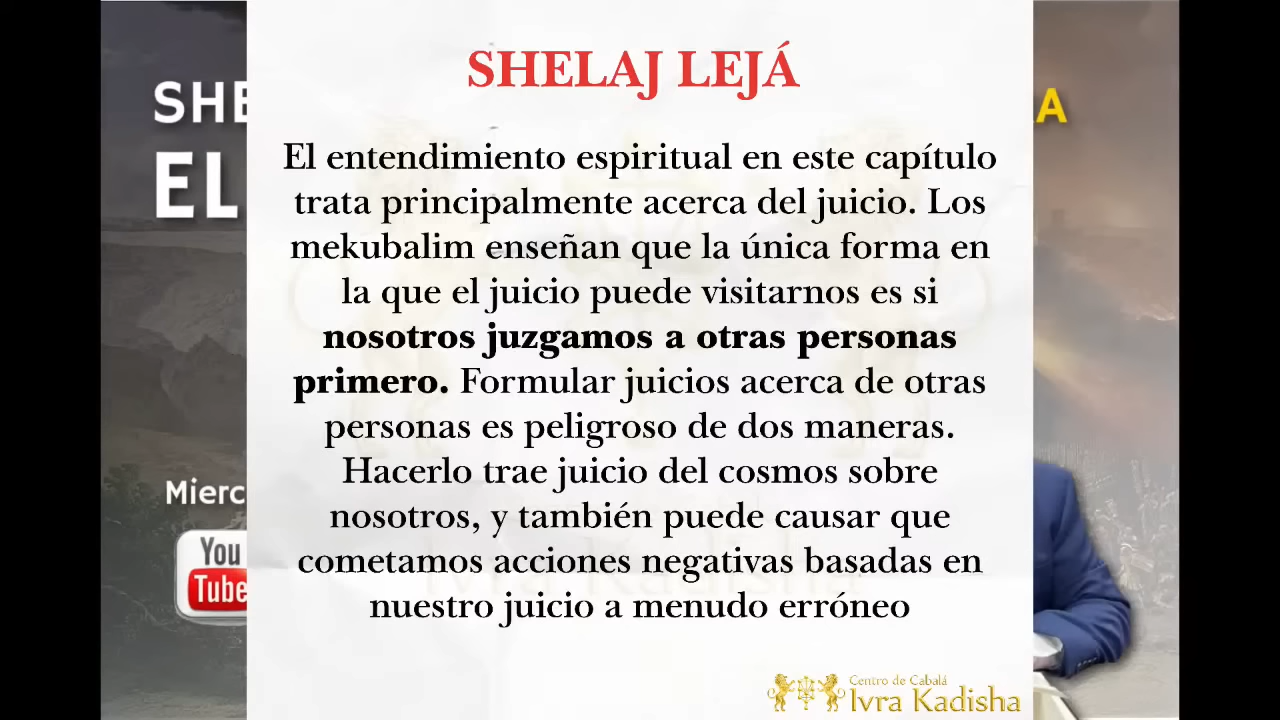 SHELAJ LEJÁ
El entendimiento espiritual en este capítulo
trata principalmente acerca del juicio. Los
mekubalim enseñan que la única forma en
la que el juicio puede visitarnos es si
nosotros juzgamos a otras personas
primero. Formular juicios acerca de otras
personas es peligroso de dos maneras.
Hacerlo trae juicio del cosmos sobre
nosotros, y también puede causar que
cometamos acciones negativas basadas en
nuestro juicio a menudo erróneo
Centro de Cabalá
Ivra Kadisha
SHE
A
EL
Mierc
You
Tube